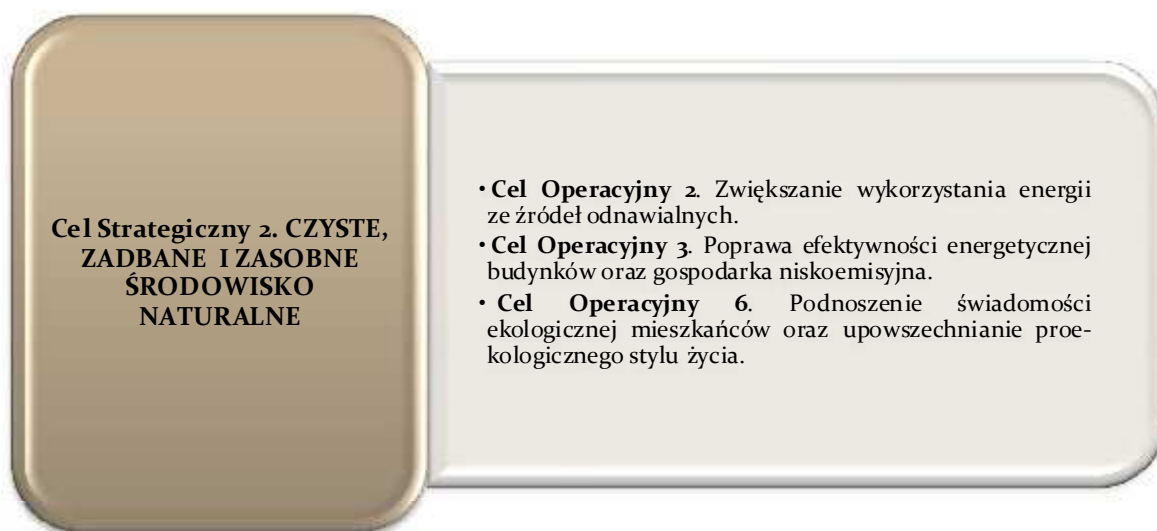 Cel Strategiczny 2. CZYSTE,
ZADBANE I ZASOBNE
ŚRODOWISKO
NATURALNE
• Cel Operacyjny 2. Zwiększanie wykorzystania energii
ze źródeł odnawialnych.
• Cel Operacyjny 3. Poprawa efektywności energetycznej
budynków oraz gospodarka niskoemisyjna.
• Cel Operacyjny 6. Podnoszenie świadomości
ekologicznej mieszkańców oraz upowszechnianie proe-
kologicznego stylu życia.